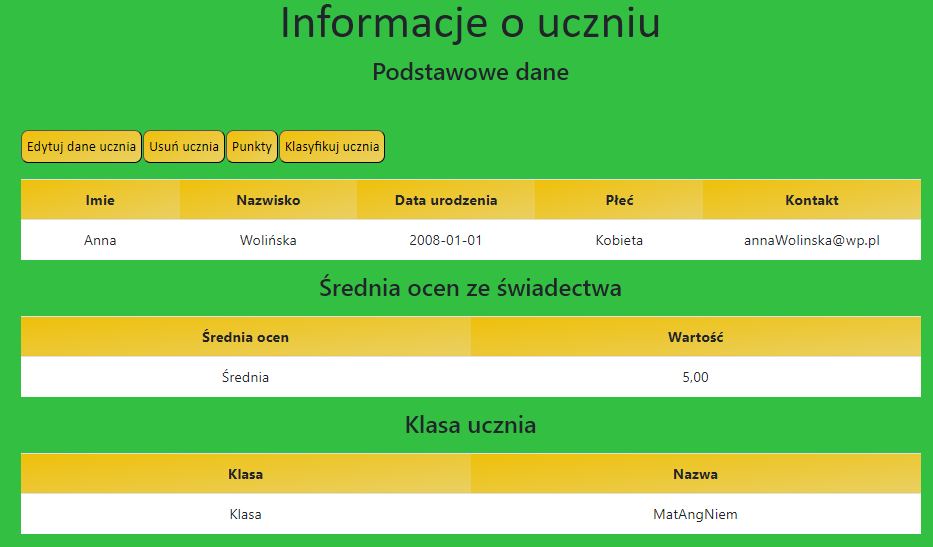 Informacje o uczniu
Podstawowe dane
Edytuj dane ucznia Usuń ucznia Punkty Klasyfikuj ucznia
Imie Nazwisko Data urodzenia Płeć Kontakt
Anna Wolińska 2008-01-01 Kobieta annaWolinska@wp.pl
Średnia ocen ze świadectwa
Średnia ocen Wartość
Średnia 5,00
Klasa ucznia
Klasa Nazwa
Klasa MatAngNiem